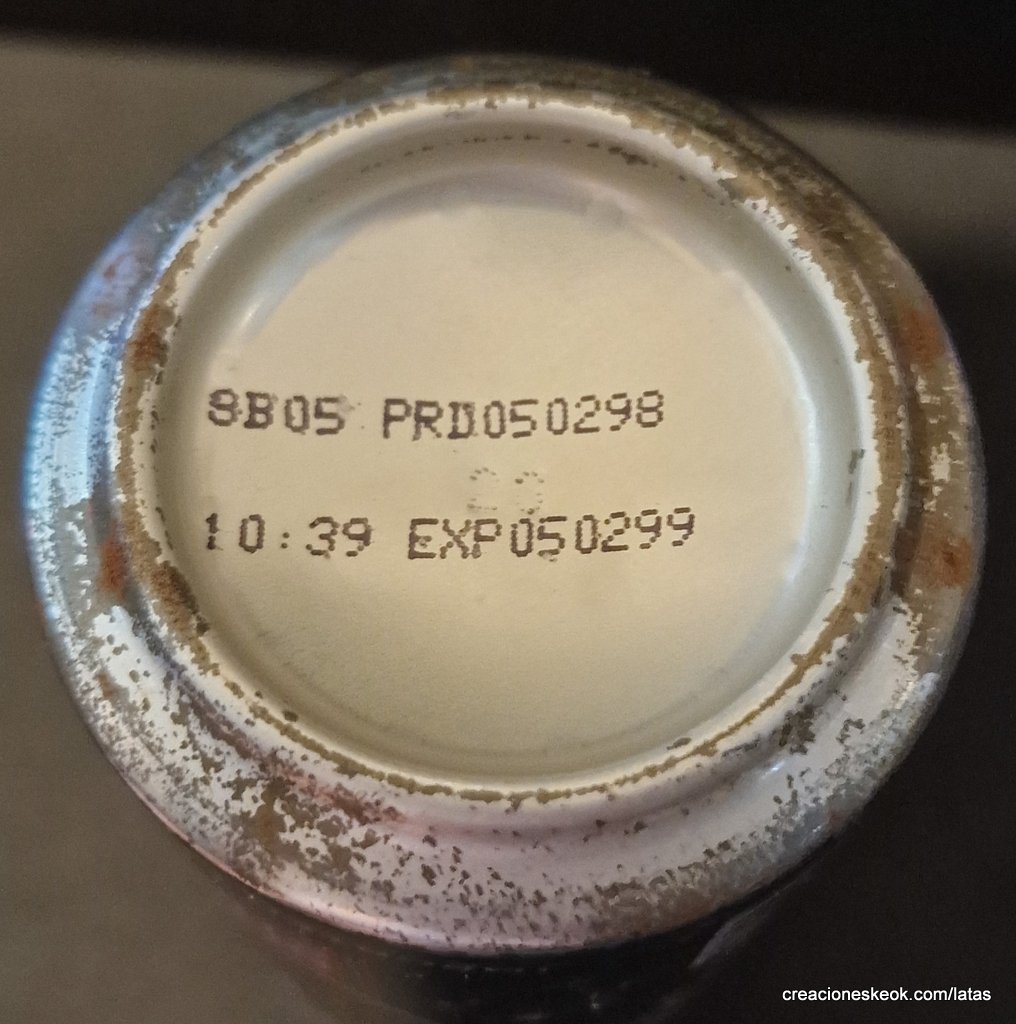 8B05 PRD050298
10:39 EXP050299
creacioneskeok.com/latas